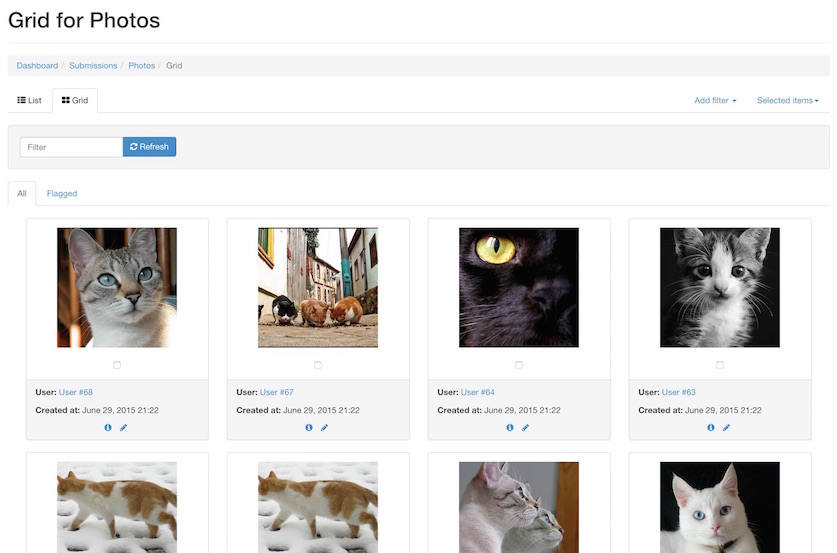 Grid for Photos
Dashboard / Submissions / Photos / Grid
List Grid Add filter Selected items
Filter Refresh
All Flagged
User: User #68 User: User #67 User: User #64 User: User #63
Created at: June 29, 2015 21:22 Created at: June 29, 2015 21:22 Created at: June 29, 2015 21:22 Created at: June 29, 2015 21:22